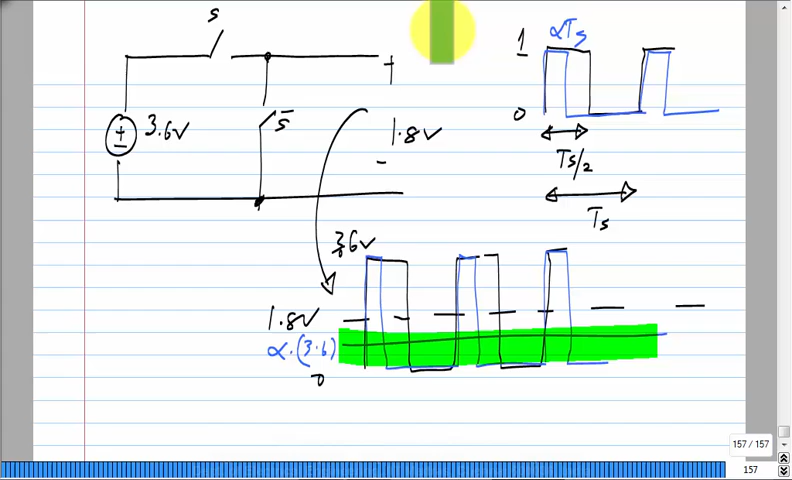 S
3.6V
S̄
+
1.8V
-
1
0
αTs
Ts/2
Ts
3.6V
1.8V
α.(3.6)
0
157 / 157
157